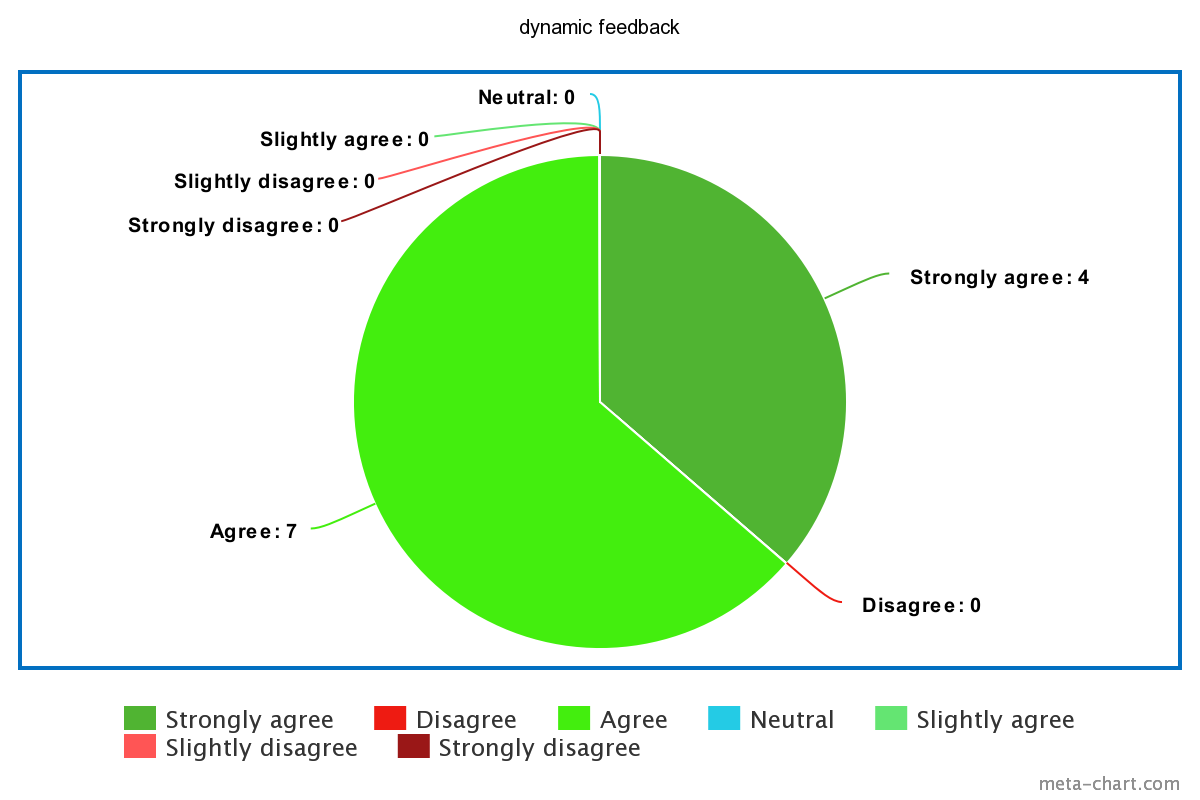 dynamic feedback
Neutral: 0
Slightly agree: 0
Slightly disagree: 0
Strongly disagree: 0
Strongly agree: 4
Agree: 7
Disagree: 0
Strongly agree Disagree Agree Neutral Slightly agree
Slightly disagree Strongly disagree
meta-chart.com